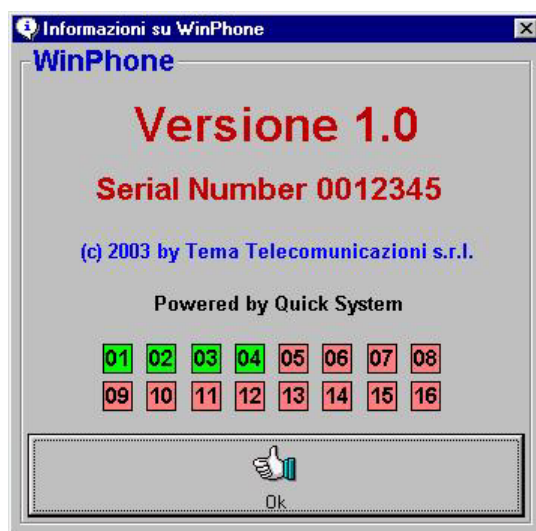 Informazioni su WinPhone
WinPhone
Versione 1.0
Serial Number 0012345
(c) 2003 by Tema Telecomunicazioni s.r.l.
Powered by Quick System
01 02 03 04 05 06 07 08
09 10 11 12 13 14 15 16
Ok